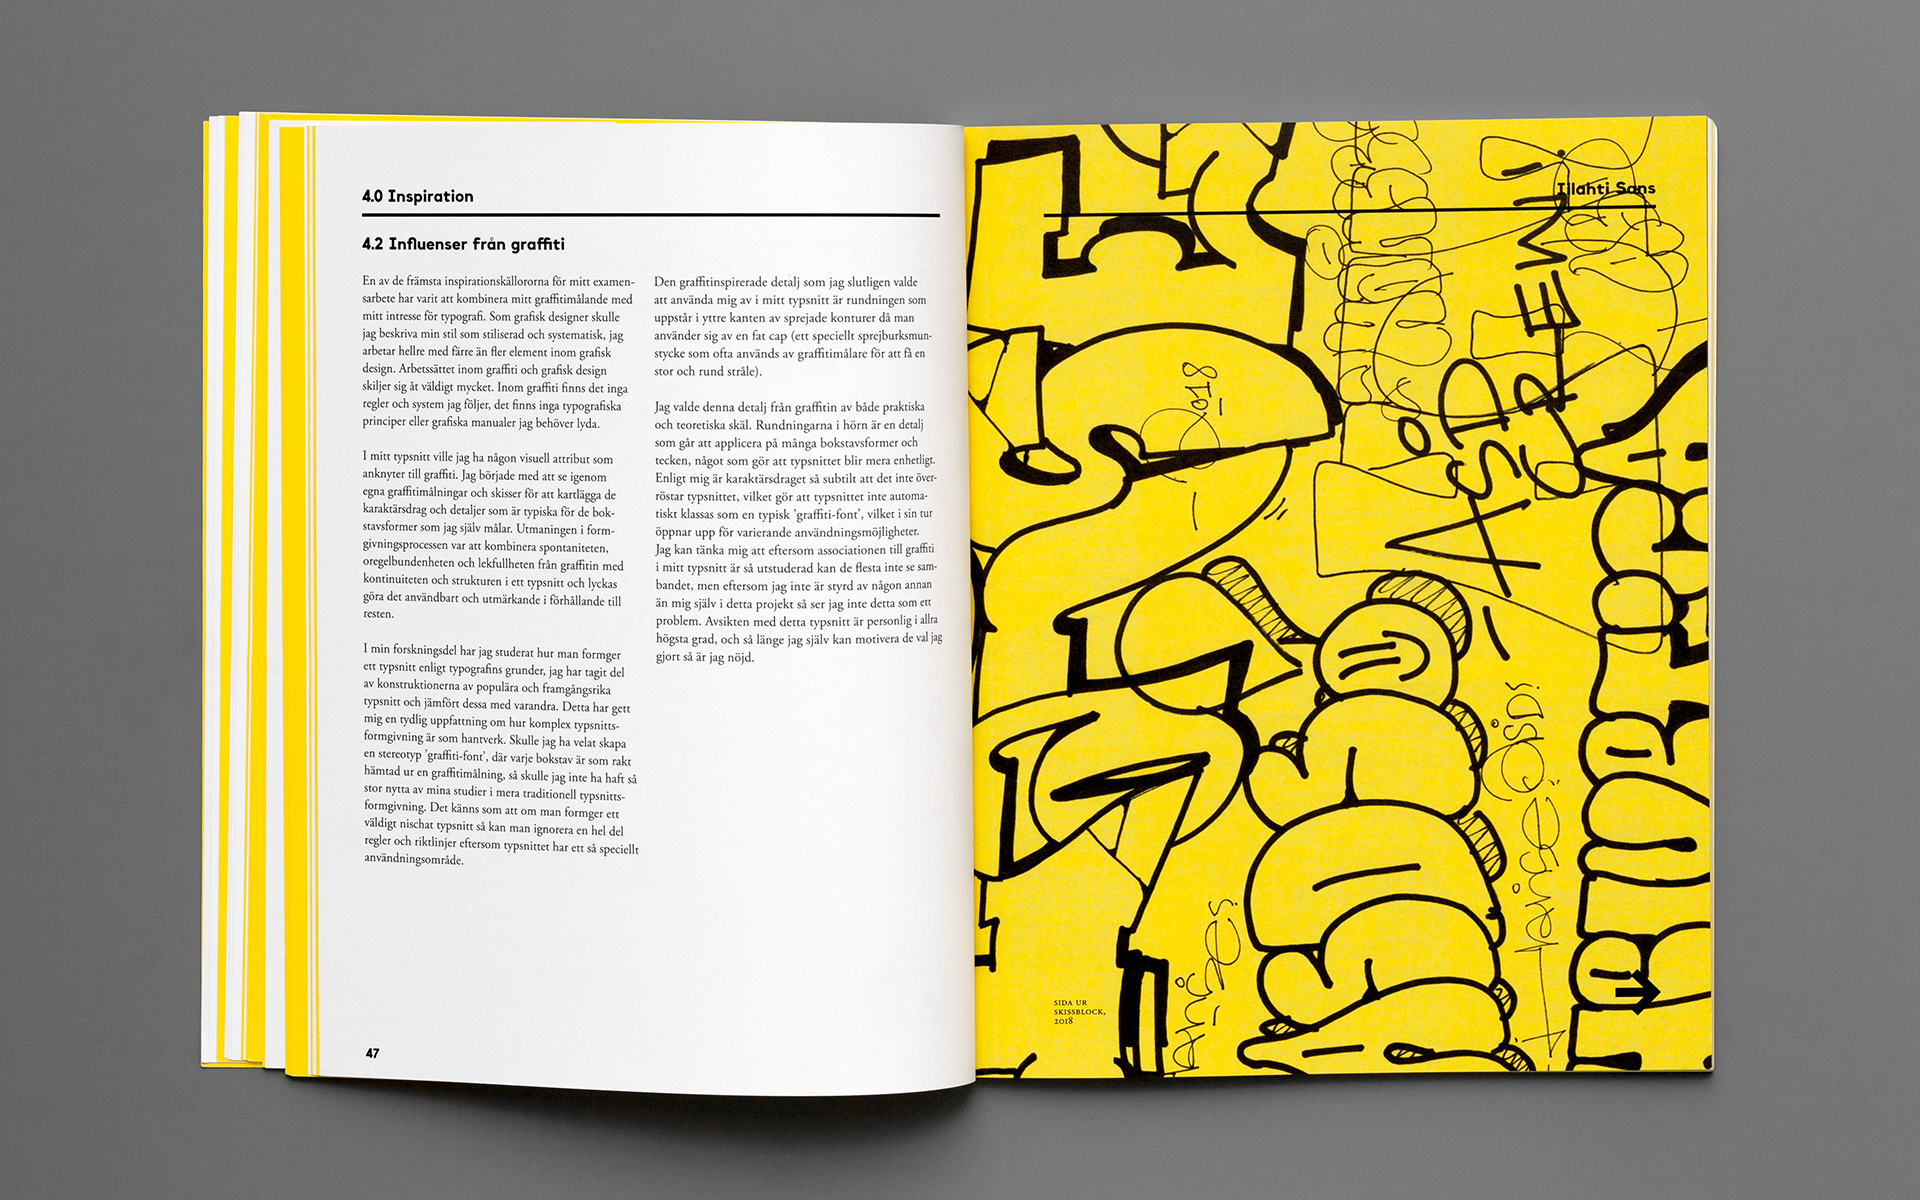 4.0 Inspiration
4.2 Influenser från graffiti
En av de främsta inspirationskällororna för mitt examen-
sarbete har varit att kombinera mitt graffitimålande med
mitt intresse för typografi. Som grafisk designer skulle
jag beskriva min stil som stiliserad och systematisk, jag
arbetar hellre med färre än fler element inom grafisk
design. Arbetssättet inom graffiti och grafisk design
skiljer sig åt väldigt mycket. Inom graffiti finns det inga
regler och system jag följer, det finns inga typografiska
principer eller grafiska manualer jag behöver lyda.
I mitt typsnitt ville jag ha någon visuell attribut som
anknyter till graffiti. Jag började med att se igenom
egna graffitimålningar och skisser för att kartlägga de
karaktärsdrag och detaljer som är typiska för de bok-
stavsformer som jag själv målar. Utmaningen i form-
givningsprocessen var att kombinera spontaniteten,
oregelbundenheten och lekfullheten från graffitin med
kontinuiteten och strukturen i ett typsnitt och lyckas
göra det användbart och utmärkande i förhållande till
resten.
I min forskningsdel har jag studerat hur man formger
ett typsnitt enligt typografins grunder, jag har tagit del
av konstruktionerna av populära och framgångsrika
typsnitt och jämfört dessa med varandra. Detta har gett
mig en tydlig uppfattning om hur komplex typsnitts-
formgivning är som hantverk. Skulle jag ha velat skapa
en stereotyp ’graffiti-font’, där varje bokstav är som rakt
hämtad ur en graffitimålning, så skulle jag inte ha haft så
stor nytta av mina studier i mera traditionell typsnitts-
formgivning. Det känns som att om man formger ett
väldigt nischat typsnitt så kan man ignorera en hel del
regler och riktlinjer eftersom typsnittet har ett så speciellt
användningsområde.
Den graffitinspirerade detalj som jag slutligen valde
att använda mig av i mitt typsnitt är rundningen som
uppstår i yttre kanten av sprejade konturer då man
använder sig av en fat cap (ett speciellt sprejburksmun-
stycke som ofta används av graffitimålare för att få en
stor och rund stråle).
Jag valde denna detalj från graffitin av både praktiska
och teoretiska skäl. Rundningarna i hörn är en detalj
som går att applicera på många bokstavsformer och
tecken, något som gör att typsnittet blir mera enhetligt.
Enligt mig är karaktärsdraget så subtilt att det inte över-
röstar typsnittet, vilket gör att typsnittet inte automa-
tiskt klassas som en typisk ’graffiti-font’, vilket i sin tur
öppnar upp för varierande användningsmöjligheter.
Jag kan tänka mig att eftersom associationen till graffiti
i mitt typsnitt är så utstuderad kan de flesta inte se sam-
bandet, men eftersom jag inte är styrd av någon annan
än mig själv i detta projekt så ser jag inte detta som ett
problem. Avsikten med detta typsnitt är personlig i allra
högsta grad, och så länge jag själv kan motivera de val jag
gjort så är jag nöjd.
47
Iilahti Sans
2018
SIDA UR
SKISSBLOCK,
2018